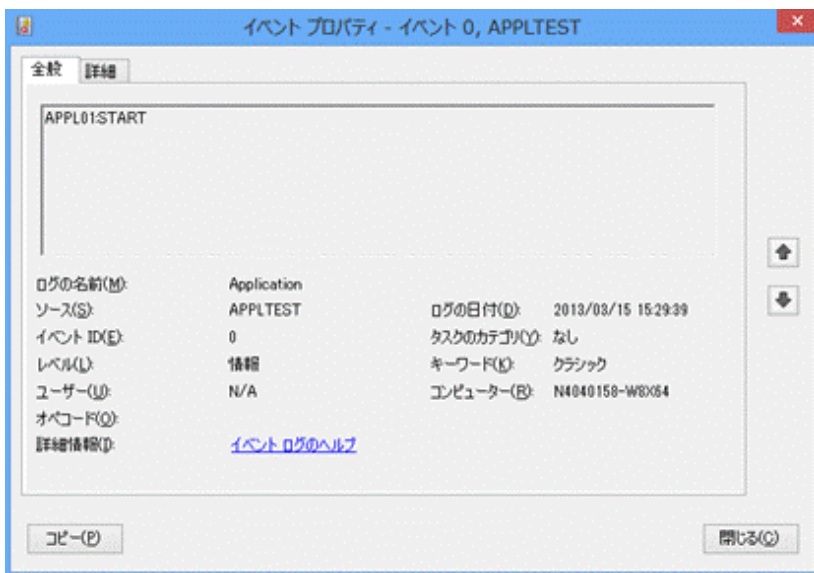 イベント プロパティ - イベント 0, APPLTEST
全般 詳細
APPL01:START
ログの名前(M): Application
ソース(S): APPLTEST ログの日付(D): 2013/03/15 15:29:39
イベント ID(E): 0 タスクのカテゴリ(Y): なし
レベル(L): 情報 キーワード(K): クラシック
ユーザー(U): N/A コンピューター(R): N4040158-W8X64
オペコード(O):
詳細情報(I): イベント ログのヘルプ
コピー(P) 閉じる(C)